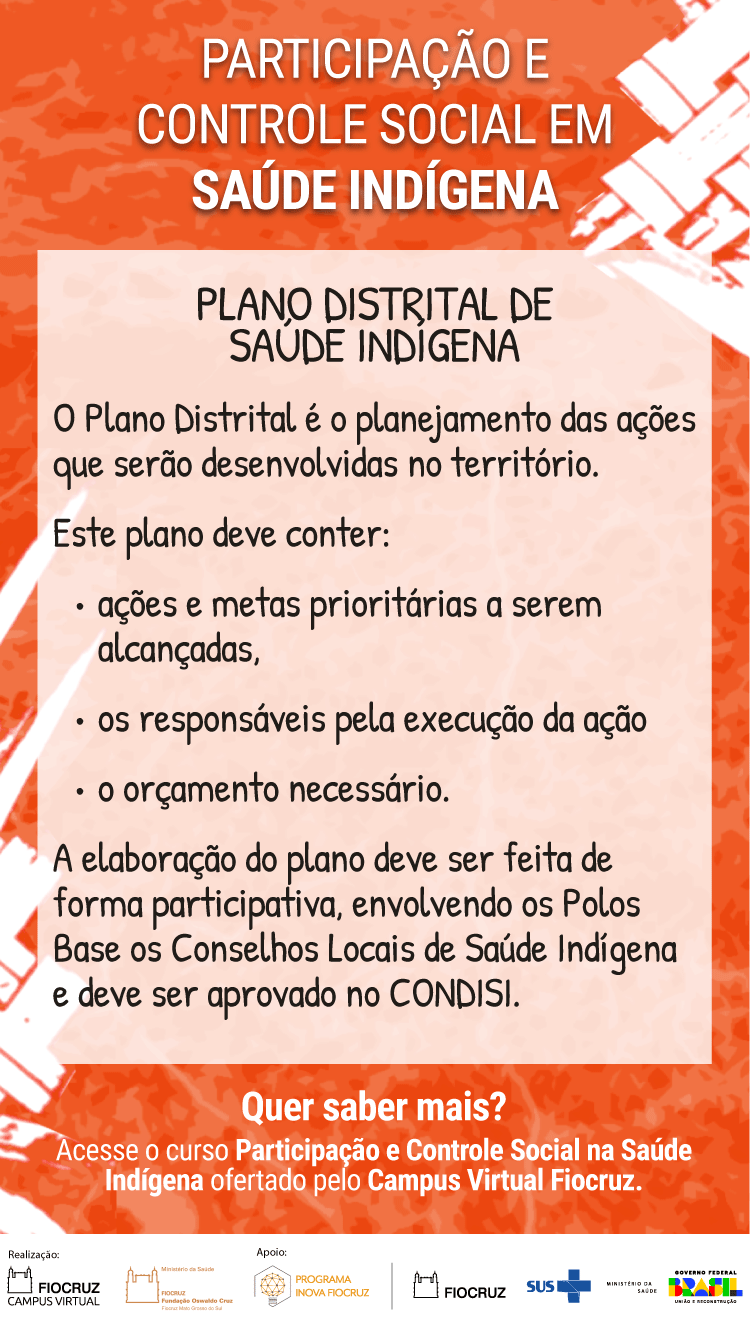 PARTICIPAÇÃO E
CONTROLE SOCIAL EM
SAÚDE INDÍGENA
PLANO DISTRITAL DE
SAÚDE INDÍGENA
O Plano Distrital é o planejamento das ações
que serão desenvolvidas no território.
Este plano deve conter:
• ações e metas prioritárias a serem
alcançadas,
• os responsáveis pela execução da ação
• o orçamento necessário.
A elaboração do plano deve ser feita de
forma participativa, envolvendo os Polos
Base os Conselhos Locais de Saúde Indígena
e deve ser aprovado no CONDISI.
Quer saber mais?
Acesse o curso Participação e Controle Social na Saúde
Indígena ofertado pelo Campus Virtual Fiocruz.
Realização:
FIOCRUZ
CAMPUS VIRTUAL
Ministério da Saúde
FIOCRUZ
Fundação Oswaldo Cruz
Fiocruz Mato Grosso do Sul
Apoio:
PROGRAMA
INOVA FIOCRUZ
FIOCRUZ
SUS
MINISTÉRIO DA
SAÚDE
GOVERNO FEDERAL
BRASIL
UNIÃO E RECONSTRUÇÃO